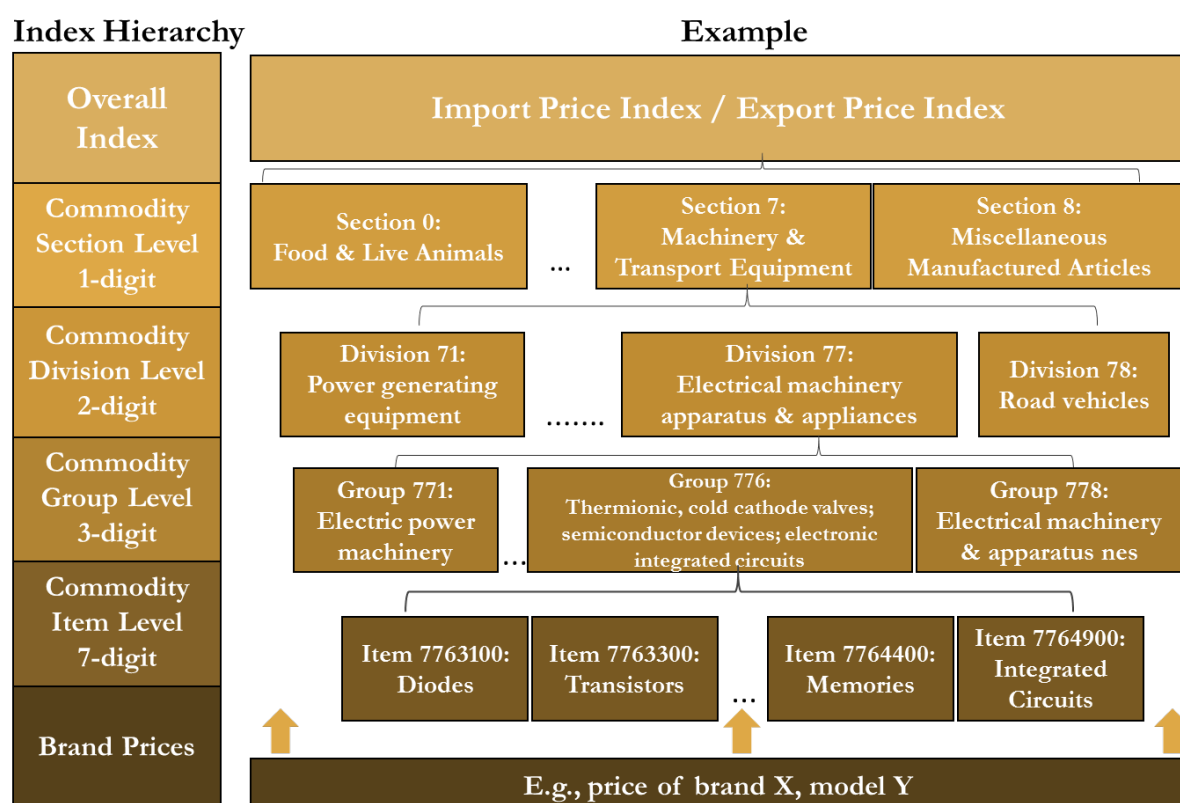 Index Hierarchy
Example
Overall
Index
Import Price Index / Export Price Index
Commodity
Section Level
1-digit
Section 0:
Food & Live Animals
...
Section 7:
Machinery &
Transport Equipment
Section 8:
Miscellaneous
Manufactured Articles
Commodity
Division Level
2-digit
Division 71:
Power generating
equipment
.......
Division 77:
Electrical machinery
apparatus & appliances
Division 78:
Road vehicles
Commodity
Group Level
3-digit
Group 771:
Electric power
machinery
...
Group 776:
Thermionic, cold cathode valves;
semiconductor devices; electronic
integrated circuits
Group 778:
Electrical machinery
& apparatus nes
Commodity
Item Level
7-digit
Item 7763100:
Diodes
Item 7763300:
Transistors
...
Item 7764400:
Memories
Item 7764900:
Integrated
Circuits
Brand Prices
E.g., price of brand X, model Y